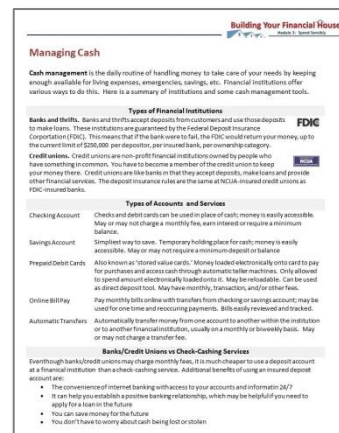 Building Your Financial House
Module 3: Spend Sensibly
Managing Cash
Cash management is the daily routine of handling money to take care of your needs by keeping
enough available for living expenses, emergencies, savings, etc. Financial Institutions offer
various ways to do this. Here is a summary of institutions and some cash management tools.
Types of Financial Institutions
Banks and thrifts. Banks and thrifts accept deposits from customers and use those deposits
to make loans. These institutions are guaranteed by the Federal Deposit Insurance
Corportation (FDIC). This means that if the bank were to fail, the FDIC would return your money, up to
the current limit of $250,000 per depositor, per insured bank, per ownership category.
FDIC
Credit unions. Credit unions are non-profit financial institutions owned by people who
have something in common. You have to become a member of the credit union to keep
your money there. Credit unions are like banks in that they accept deposits, make loans and provide
other financial services. The deposit insurance rules are the same at NCUA-insured credit unions as
FDIC-insured banks.
NCUA
Types of Accounts and Services
Checking Account
Checks and debit cards can be used in place of cash; money is easily accessible.
May or may not charge a monthly fee, earn interest or require a minimum
balance.
Savings Account
Simpliest way to save. Temporary holding place for cash; money is easily
accessible. May or may not require a minimum deposit or balance
Prepaid Debit Cards
Also known as 'stored value cards.' Money loaded electronically onto card to pay
for purchases and access cash through automatic teller machines. Only allowed
to spend amount electronically loaded onto it. May be reloadable. Can be used
as direct deposit tool. May have monthly, transaction, and/or other fees.
Online Bill Pay
Pay monthly bills online with transfers from checking or savings account; may be
used for one time and reoccuring payments. Bills easily reviewed and tracked.
Automatic Transfers
Automatically transfer money from one account to another within the institution
or to another financial institution, usually on a monthly or biweekly basis. May
or may not charge a transfer fee.
Banks/Credit Unions vs Check-Cashing Services
Eventhough banks/credit unions may charge monthly fees, it is much cheaper to use a deposit account
at a finanical institution than a check-cashing service. Additional benefits of using an insured deposit
account are:
• The convenience of internet banking with access to your accounts and informatin 24/7
• It can help you establish a positive banking relationship, which may be helpful if you need to
apply for a loan in the future
• You can save money for the future
• You don't have to worry about cash being lost or stolen